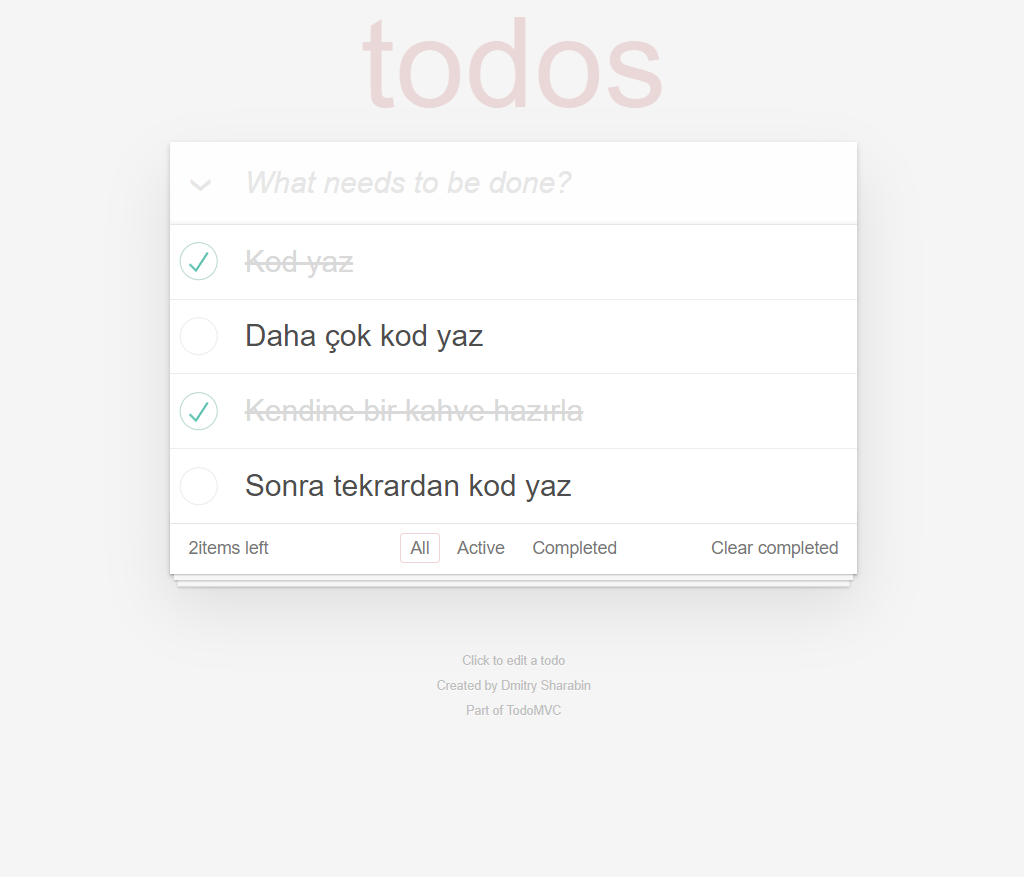 todos
What needs to be done?
Kod yaz
Daha çok kod yaz
Kendine bir kahve hazırla
Sonra tekrardan kod yaz
2items left All Active Completed Clear completed
Click to edit a todo
Created by Dmitry Sharabin
Part of TodoMVC